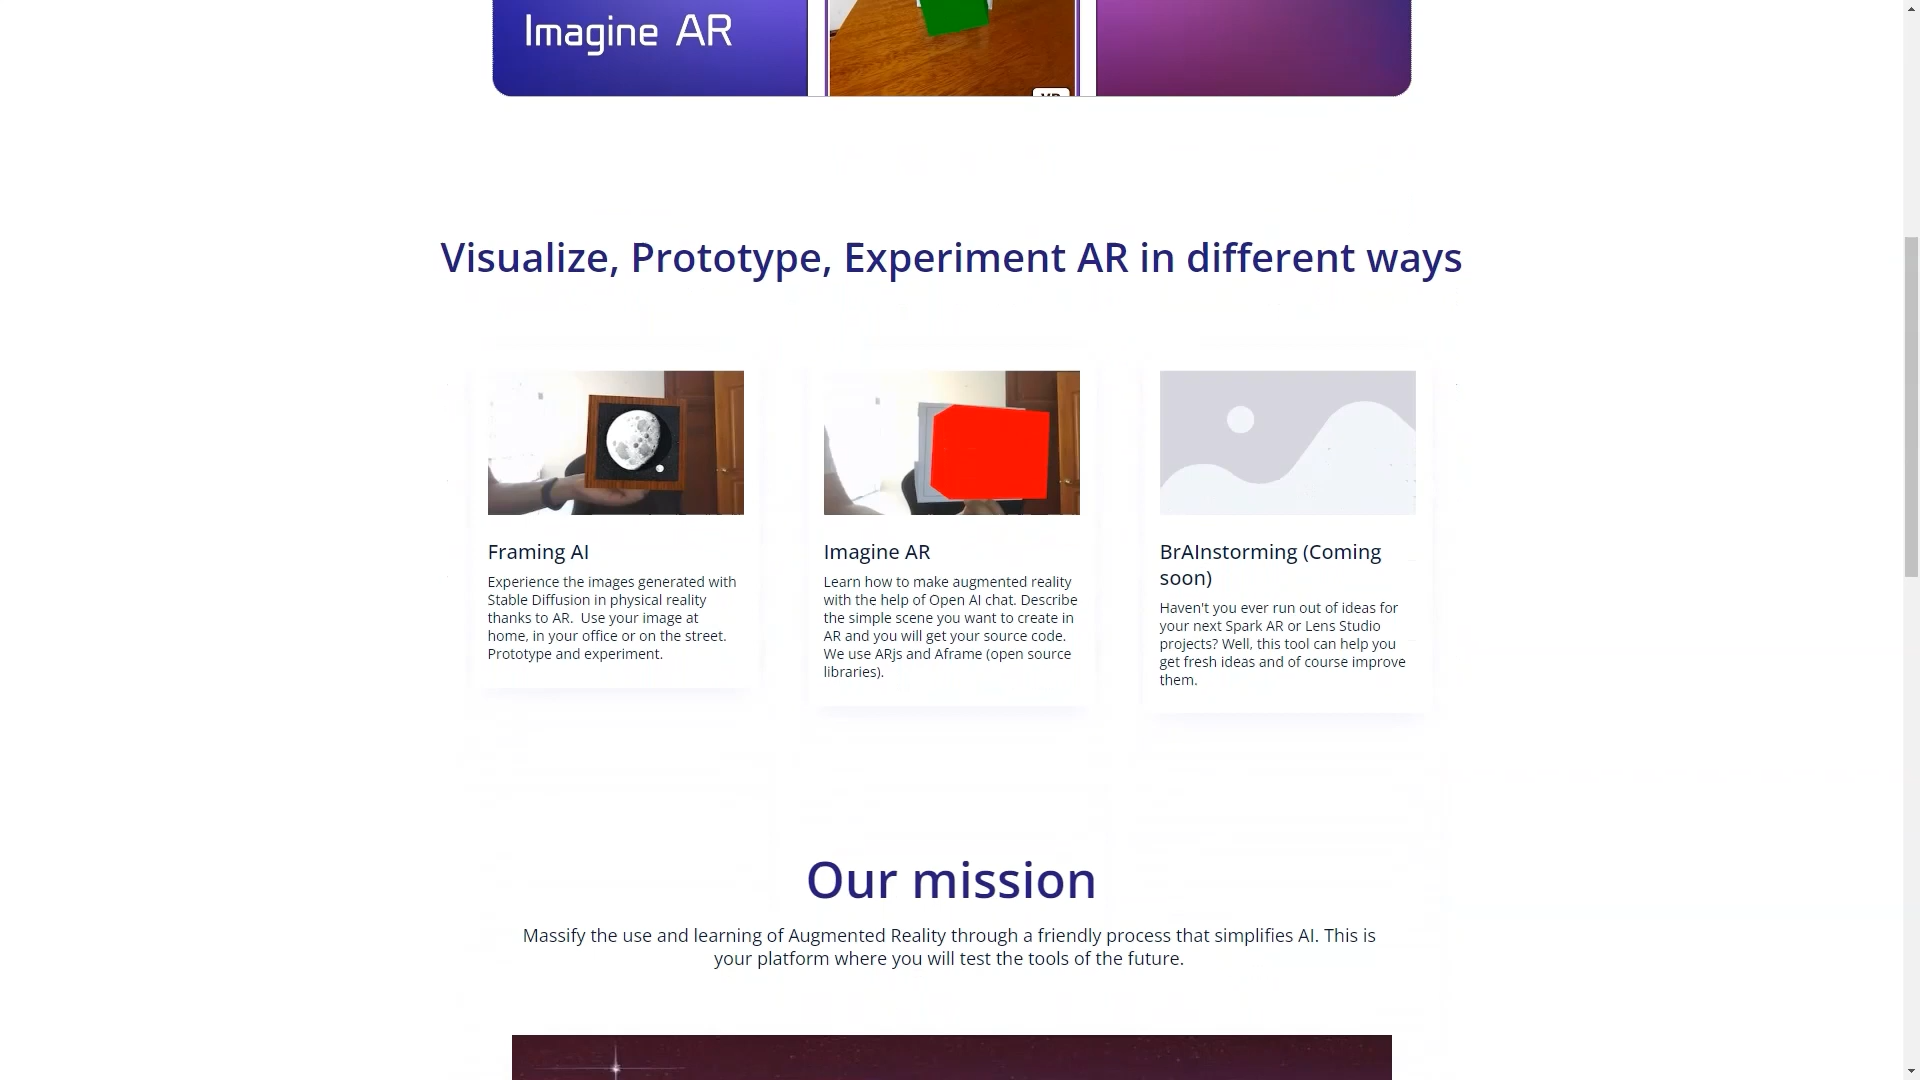 Imagine AR
Visualize, Prototype, Experiment AR in different ways
Framing AI
Experience the images generated with
Stable Diffusion in physical reality
thanks to AR.  Use your image at
home, in your office or on the street.
Prototype and experiment.
Imagine AR
Learn how to make augmented reality
with the help of Open AI chat. Describe
the simple scene you want to create in
AR and you will get your source code.
We use ARjs and Aframe (open source
libraries).
BrAInstorming (Coming
soon)
Haven't you ever run out of ideas for
your next Spark AR or Lens Studio
projects? Well, this tool can help you
get fresh ideas and of course improve
them.
Our mission
Massify the use and learning of Augmented Reality through a friendly process that simplifies AI. This is
your platform where you will test the tools of the future.